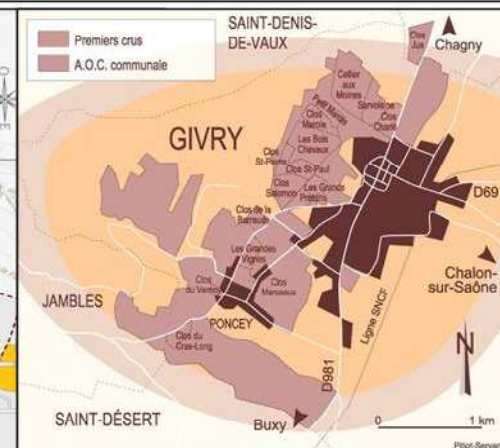 Premiers crus
A.O.C. communale
SAINT-DENIS-
DE-VAUX
Clos
Jus
Chagny
Cellier
aux
Moines
Petit Marole
Servoisine
Clos
Marole
Clos
Charlé
Les Bois
Chevaux
GIVRY
Clos
St-Pierre
Clos St-Paul
Clos
Salomon
Les Grands
Prétans
D69
Clos de la
Barraude
Les Grandes
Vignes
Chalon-
sur-Saône
Clos
du Vernoy
Clos
Marceaux
JAMBLES
PONCEY
Ligne SNCF
Clos du
Cras-Long
D981
N
SAINT-DÉSERT
Buxy
0
1 km